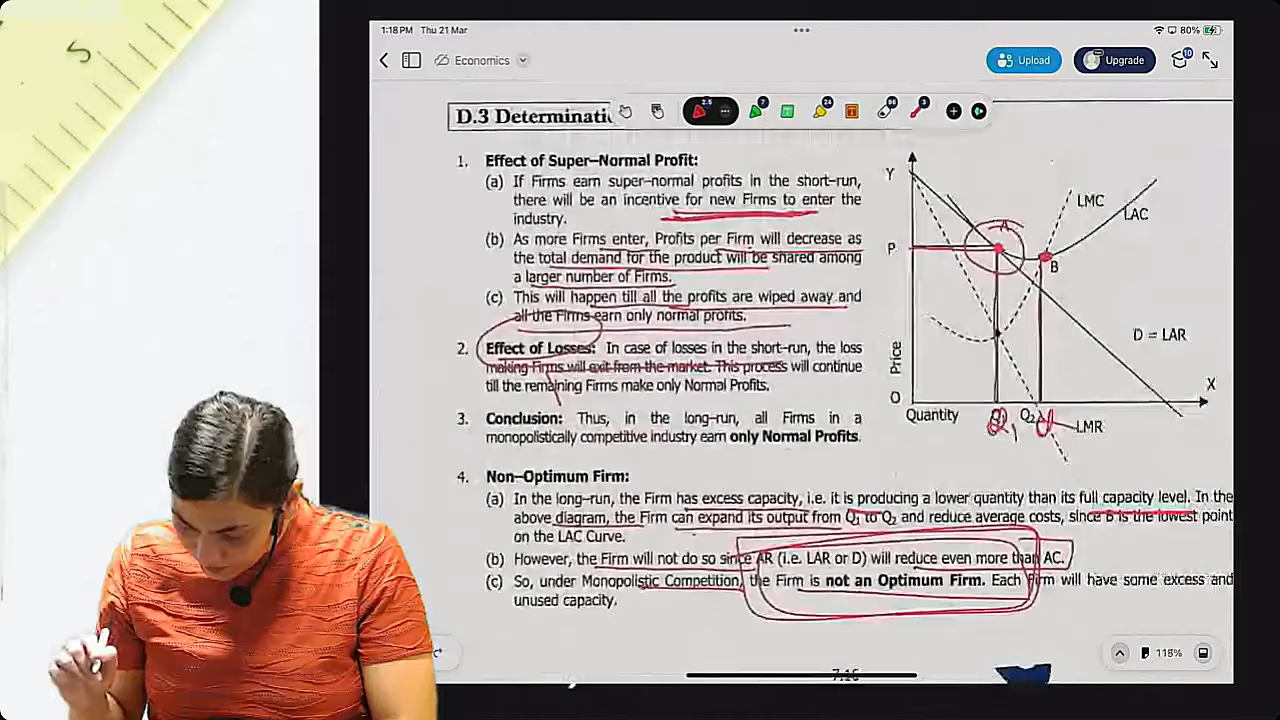 5
1:18 PM Thu 21 Mar
80%
Economics
Upload
Upgrade
10
2.5
7
24
96
3
D.3 Determinati
1. Effect of Super–Normal Profit:
(a) If Firms earn super–normal profits in the short–run,
there will be an incentive for new Firms to enter the
industry.
(b) As more Firms enter, Profits per Firm will decrease as
the total demand for the product will be shared among
a larger number of Firms.
(c) This will happen till all the profits are wiped away and
all the Firms earn only normal profits.
2. Effect of Losses: In case of losses in the short–run, the loss
making Firms will exit from the market. This process will continue
till the remaining Firms make only Normal Profits.
3. Conclusion: Thus, in the long–run, all Firms in a
monopolistically competitive industry earn only Normal Profits.
Y
LMC
LAC
A
P
B
D = LAR
Price
X
O
Quantity
Q1
Q2
LMR
4. Non–Optimum Firm:
(a) In the long–run, the Firm has excess capacity, i.e. it is producing a lower quantity than its full capacity level. In the
above diagram, the Firm can expand its output from Q1 to Q2 and reduce average costs, since B is the lowest point
on the LAC Curve.
(b) However, the Firm will not do so since AR (i.e. LAR or D) will reduce even more than AC.
(c) So, under Monopolistic Competition, the Firm is not an Optimum Firm. Each Firm will have some excess and
unused capacity.
118%